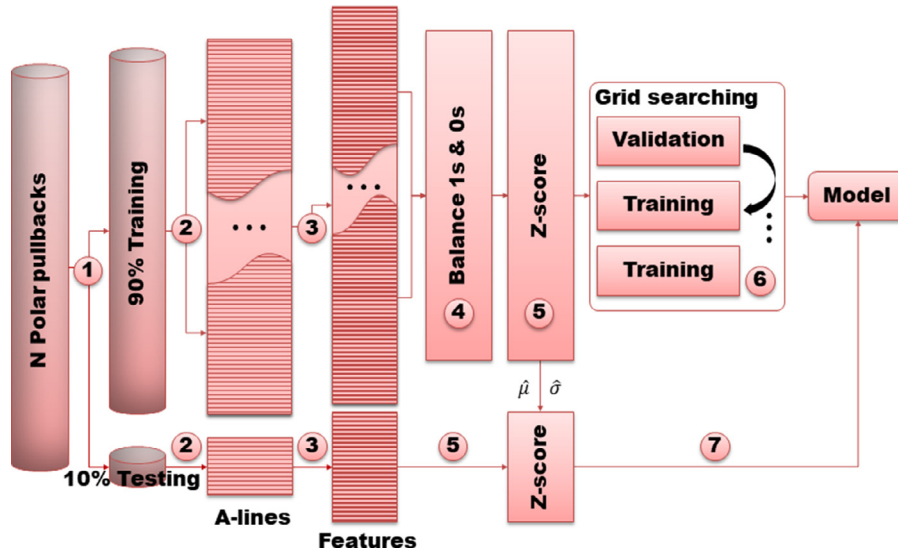 N Polar pullbacks
1
90% Training
10% Testing
2
2
• • •
A-lines
3
3
• • •
Features
Balance 1s & 0s
4
Z-score
5
μ̂ σ̂
5
Z-score
Grid searching
Validation
Training
Training
6
7
Model